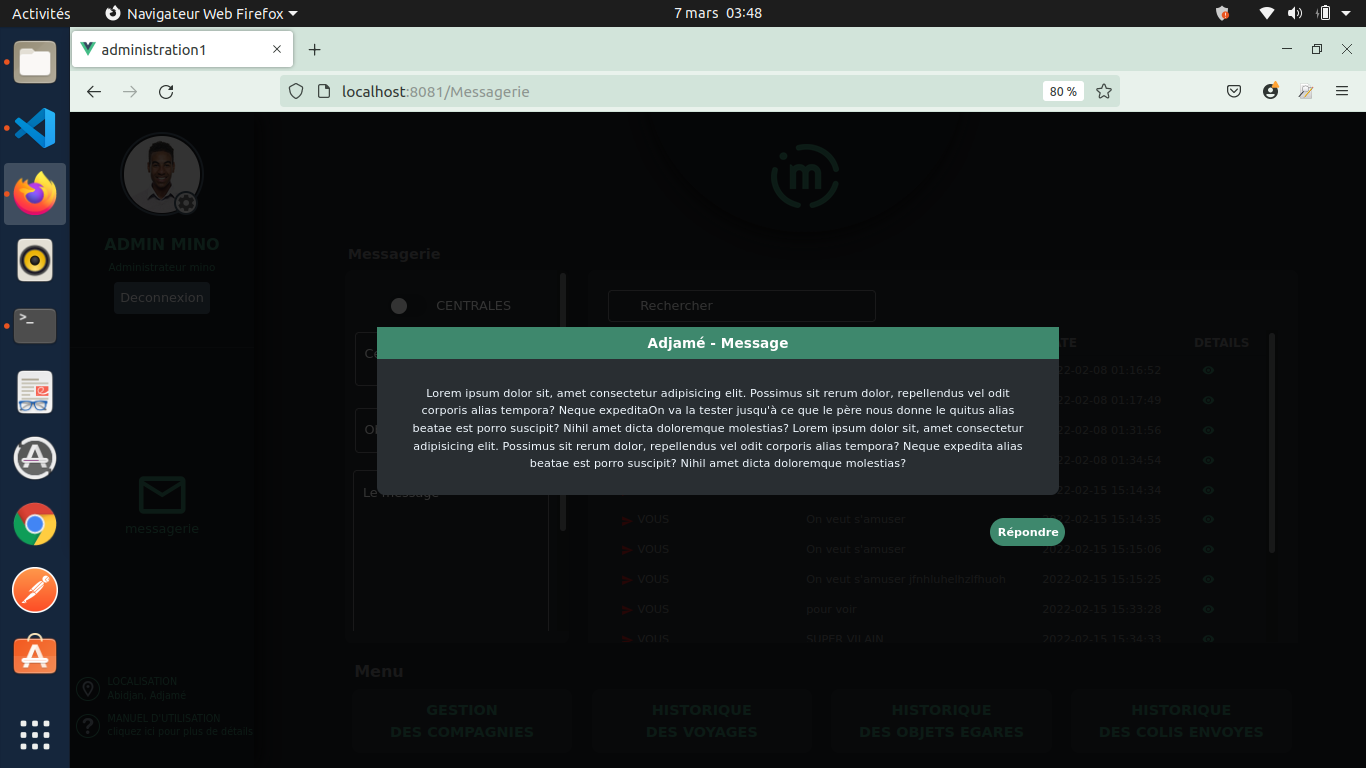 Activités
Navigateur Web Firefox
7 mars 03:48
administration1
localhost:8081/Messagerie
80 %
m
ADMIN MINO
Administrateur mino
Deconnexion
messagerie
LOCALISATION
Abidjan, Adjamé
MANUEL D'UTILISATION
cliquez ici pour plus de détails
Messagerie
CENTRALES
Rechercher
DETAILS
Adjamé - Message
Lorem ipsum dolor sit, amet consectetur adipisicing elit. Possimus sit rerum dolor, repellendus vel odit
corporis alias tempora? Neque expeditaOn va la tester jusqu'à ce que le père nous donne le quitus alias
beatae est porro suscipit? Nihil amet dicta doloremque molestias? Lorem ipsum dolor sit, amet consectetur
adipisicing elit. Possimus sit rerum dolor, repellendus vel odit corporis alias tempora? Neque expedita alias
beatae est porro suscipit? Nihil amet dicta doloremque molestias?
Le message
Répondre
22-02-08 01:16:52
22-02-08 01:17:49
22-02-08 01:31:56
22-02-08 01:34:54
22-02-15 15:14:34
VOUS On veut s'amuser 2022-02-15 15:14:35
VOUS On veut s'amuser 2022-02-15 15:15:06
VOUS On veut s'amuser 2022-02-15 15:15:25
VOUS pour voir 2022-02-15 15:33:28
VOUS SUPER VILAIN 2022-02-15 15:34:33
Menu
GESTION
DES COMPAGNIES
HISTORIQUE
DES VOYAGES
HISTORIQUE
DES OBJETS EGARES
HISTORIQUE
DES COLIS ENVOYES